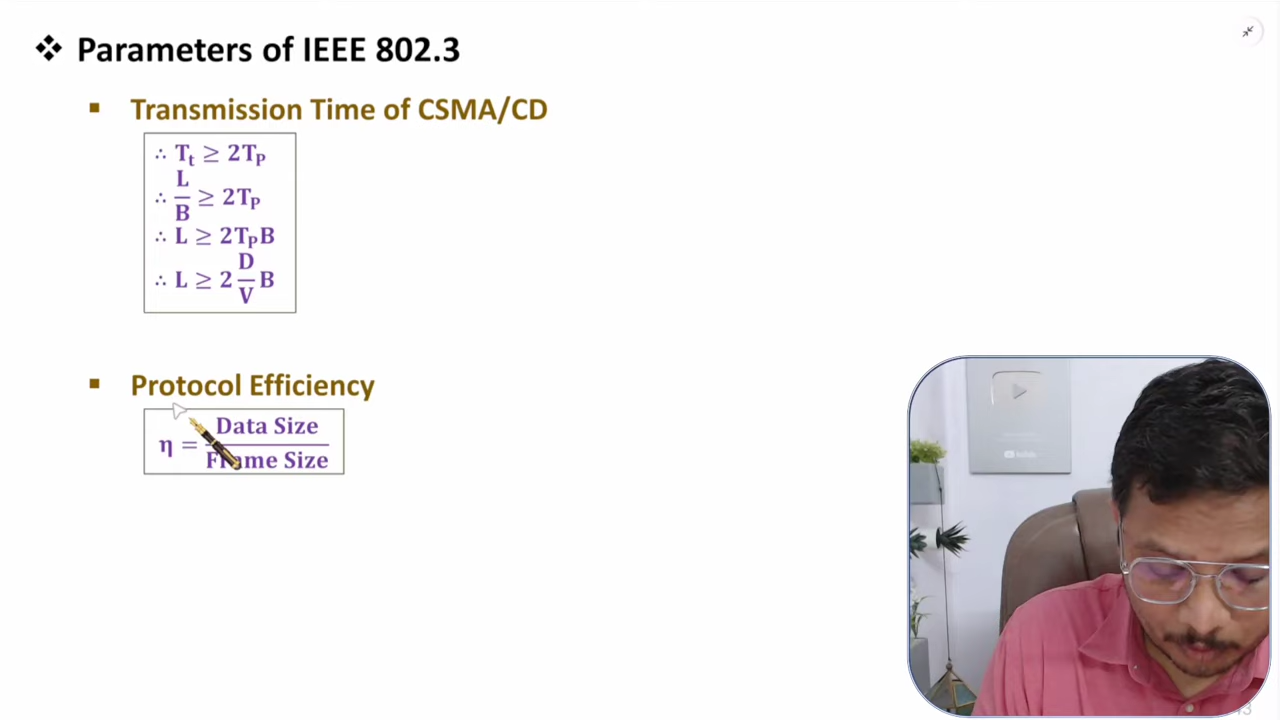 ❖ Parameters of IEEE 802.3
▪ Transmission Time of CSMA/CD
∴ Tt ≥ 2TP
∴ L/B ≥ 2TP
∴ L ≥ 2TPB
∴ L ≥ 2 D/V B
▪ Protocol Efficiency
η = Data Size / Frame Size